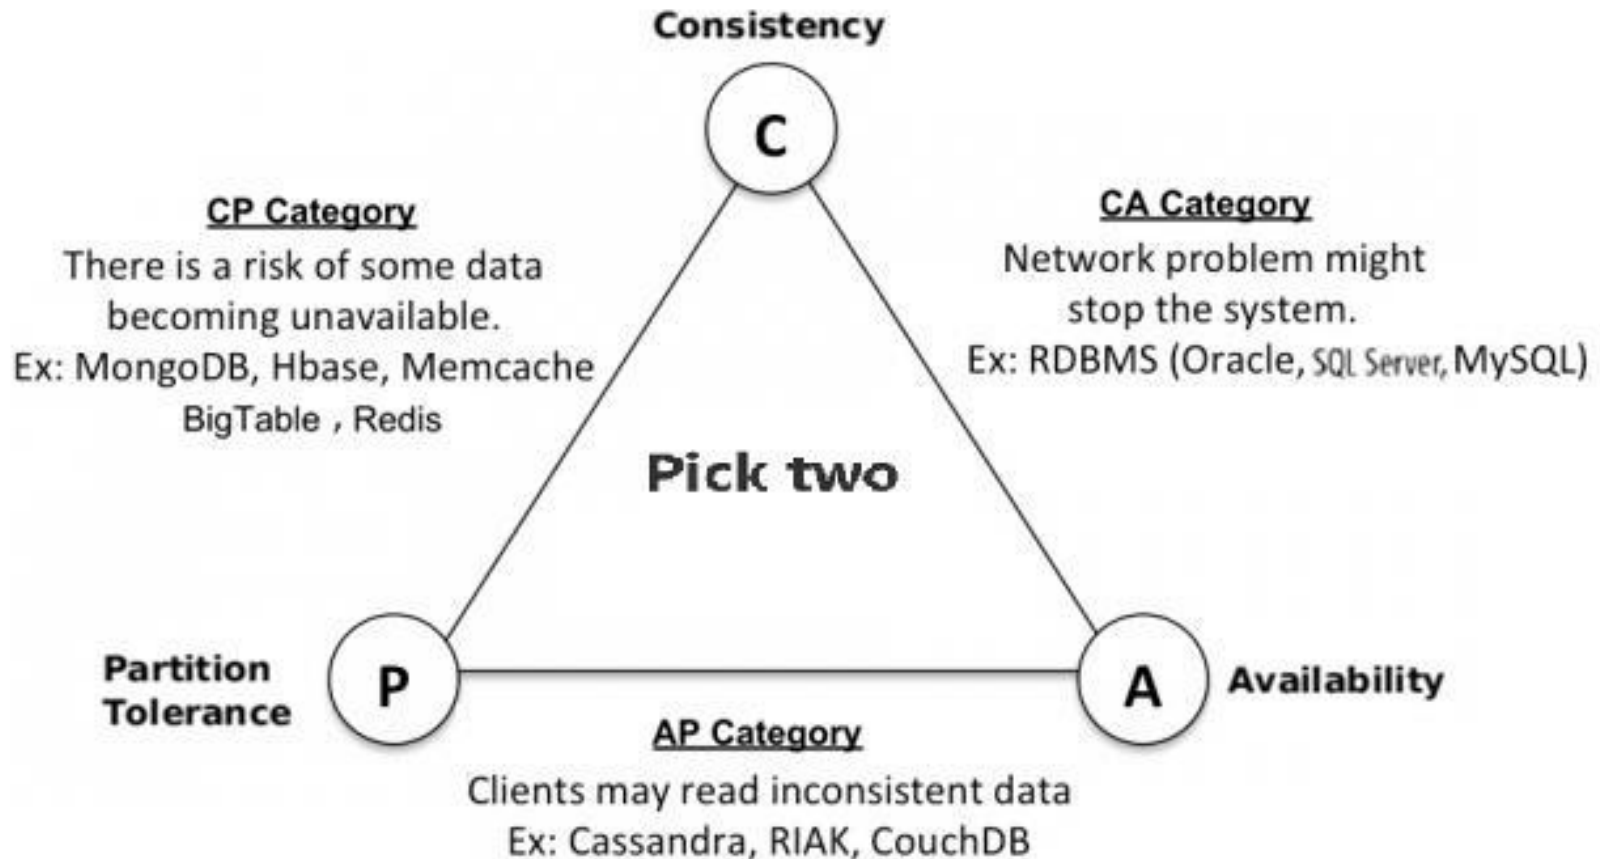 Consistency
C
CP Category
There is a risk of some data
becoming unavailable.
Ex: MongoDB, Hbase, Memcache
BigTable , Redis
CA Category
Network problem might
stop the system.
Ex: RDBMS (Oracle, SQL Server, MySQL)
Pick two
Partition
Tolerance
P
A
Availability
AP Category
Clients may read inconsistent data
Ex: Cassandra, RIAK, CouchDB